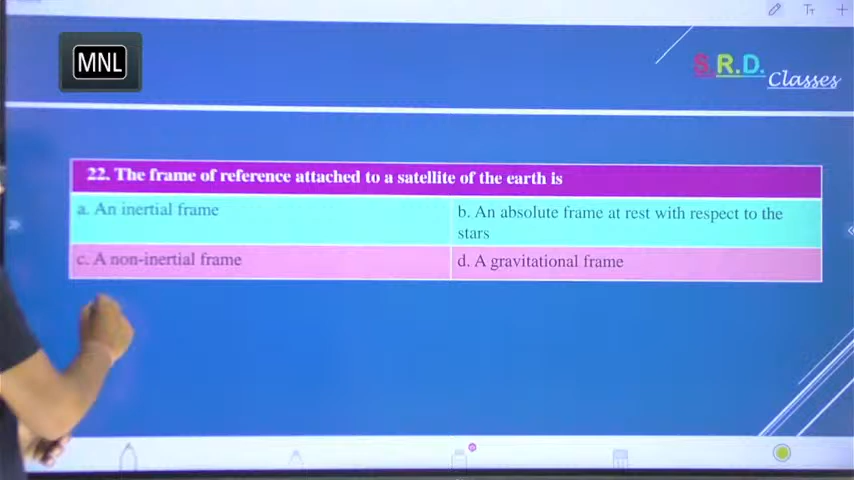 MNL
S.R.D.
Classes
22. The frame of reference attached to a satellite of the earth is
a. An inertial frame
b. An absolute frame at rest with respect to the
stars
c. A non-inertial frame
d. A gravitational frame